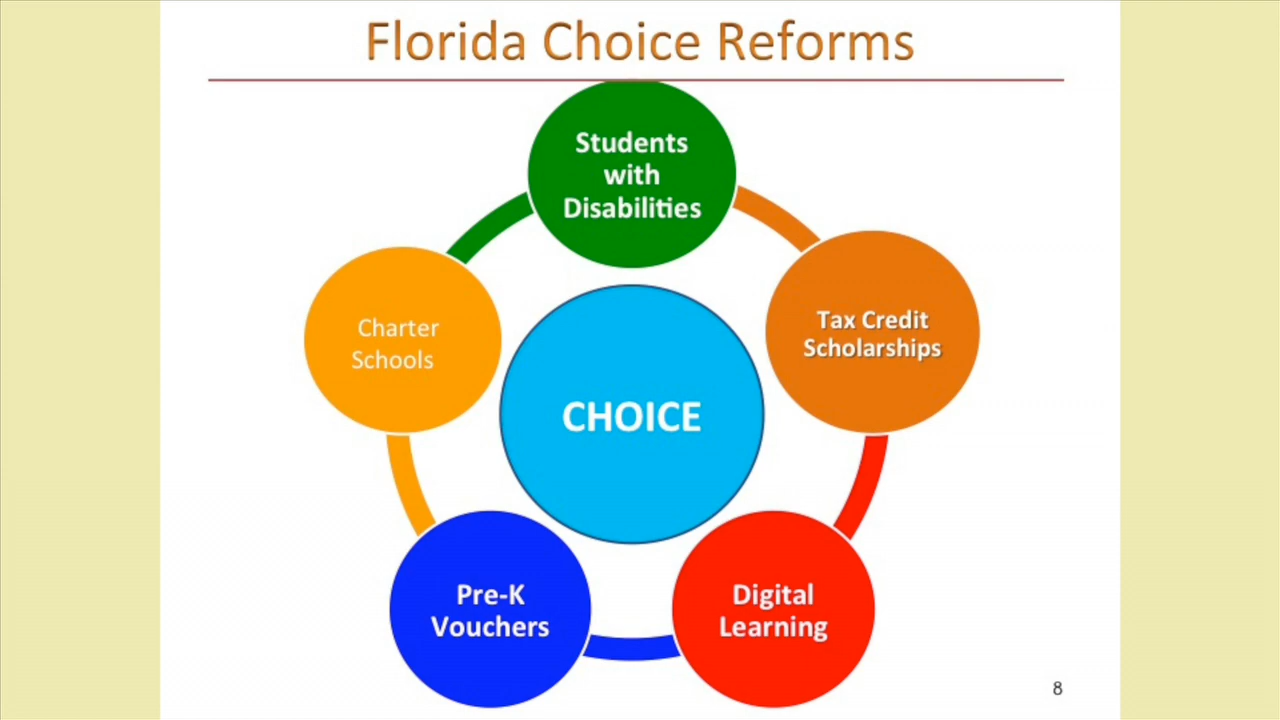 Florida Choice Reforms
Students
with
Disabilities
Tax Credit
Scholarships
Charter
Schools
CHOICE
Pre-K
Vouchers
Digital
Learning
8